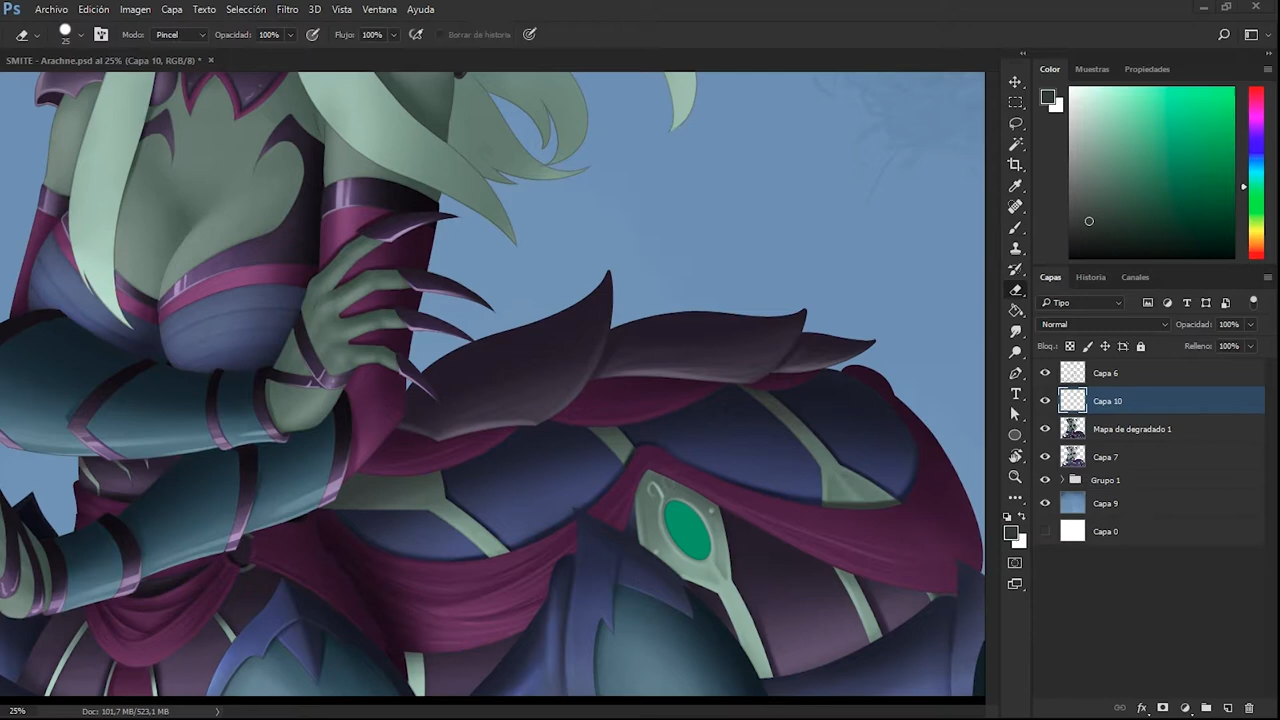 Ps Archivo Edición Imagen Capa Texto Selección Filtro 3D Vista Ventana Ayuda
25 Modo: Pincel Opacidad: 100% Flujo: 100% Borrar de historia
SMITE - Arachne.psd al 25% (Capa 10, RGB/8) * ×
Color Muestras Propiedades
Capas Historia Canales
Tipo
Normal Opacidad: 100%
Bloq.: Relleno: 100%
Capa 6
Capa 10
Mapa de degradado 1
Capa 7
Grupo 1
Capa 9
Capa 0
25% Doc: 101,7 MB/523,1 MB